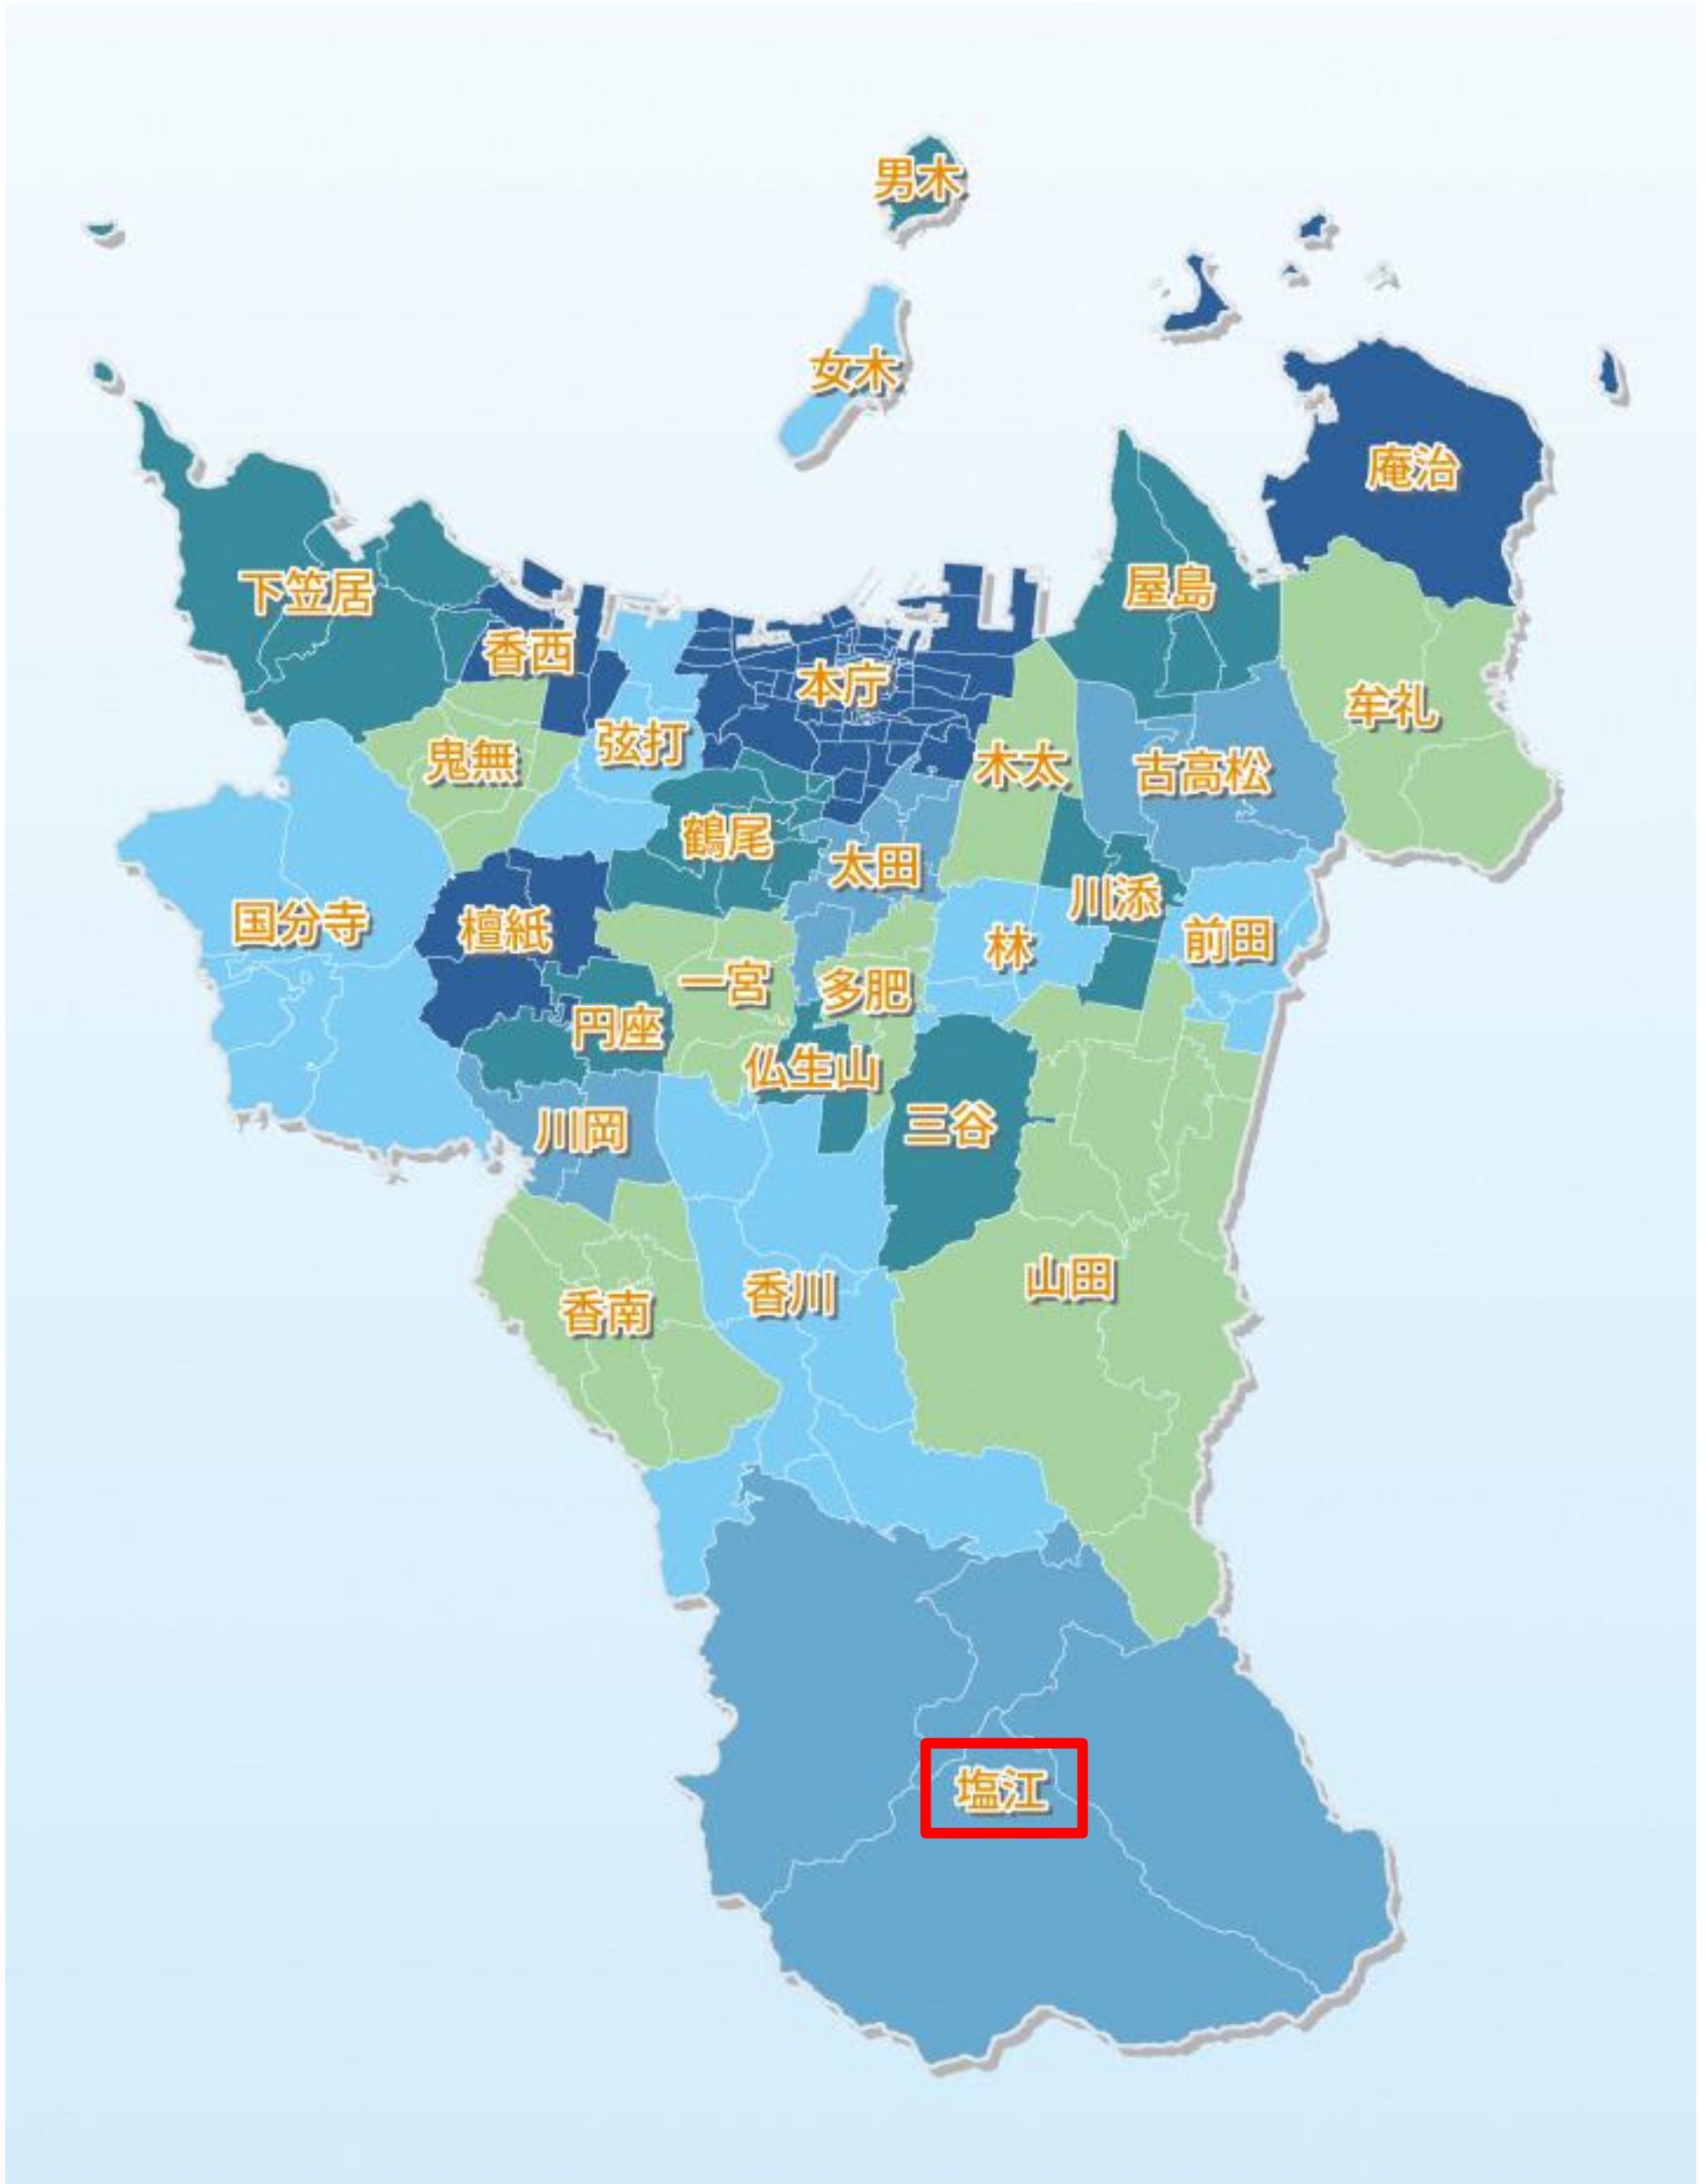 男木
女木
庵治
下笠居
屋島
香西
本庁
牟礼
弦打
鬼無
木太
古高松
鶴尾
太田
川添
国分寺
檀紙
林
前田
一宮
多肥
円座
仏生山
三谷
川岡
山田
香川
香南
塩江